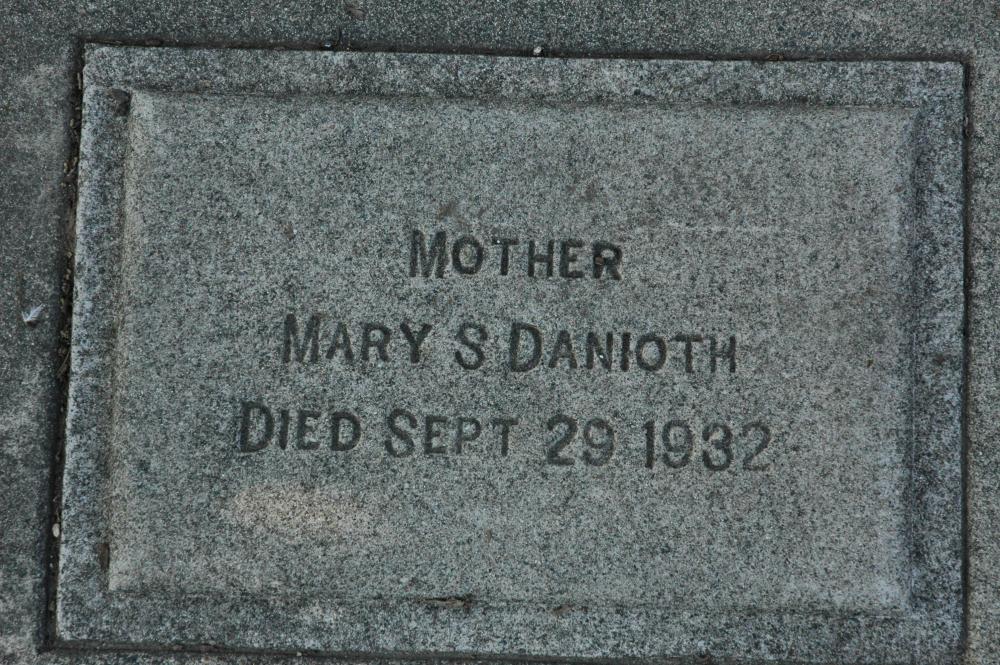 MOTHER
MARY S DANIOTH
DIED SEPT 29 1932